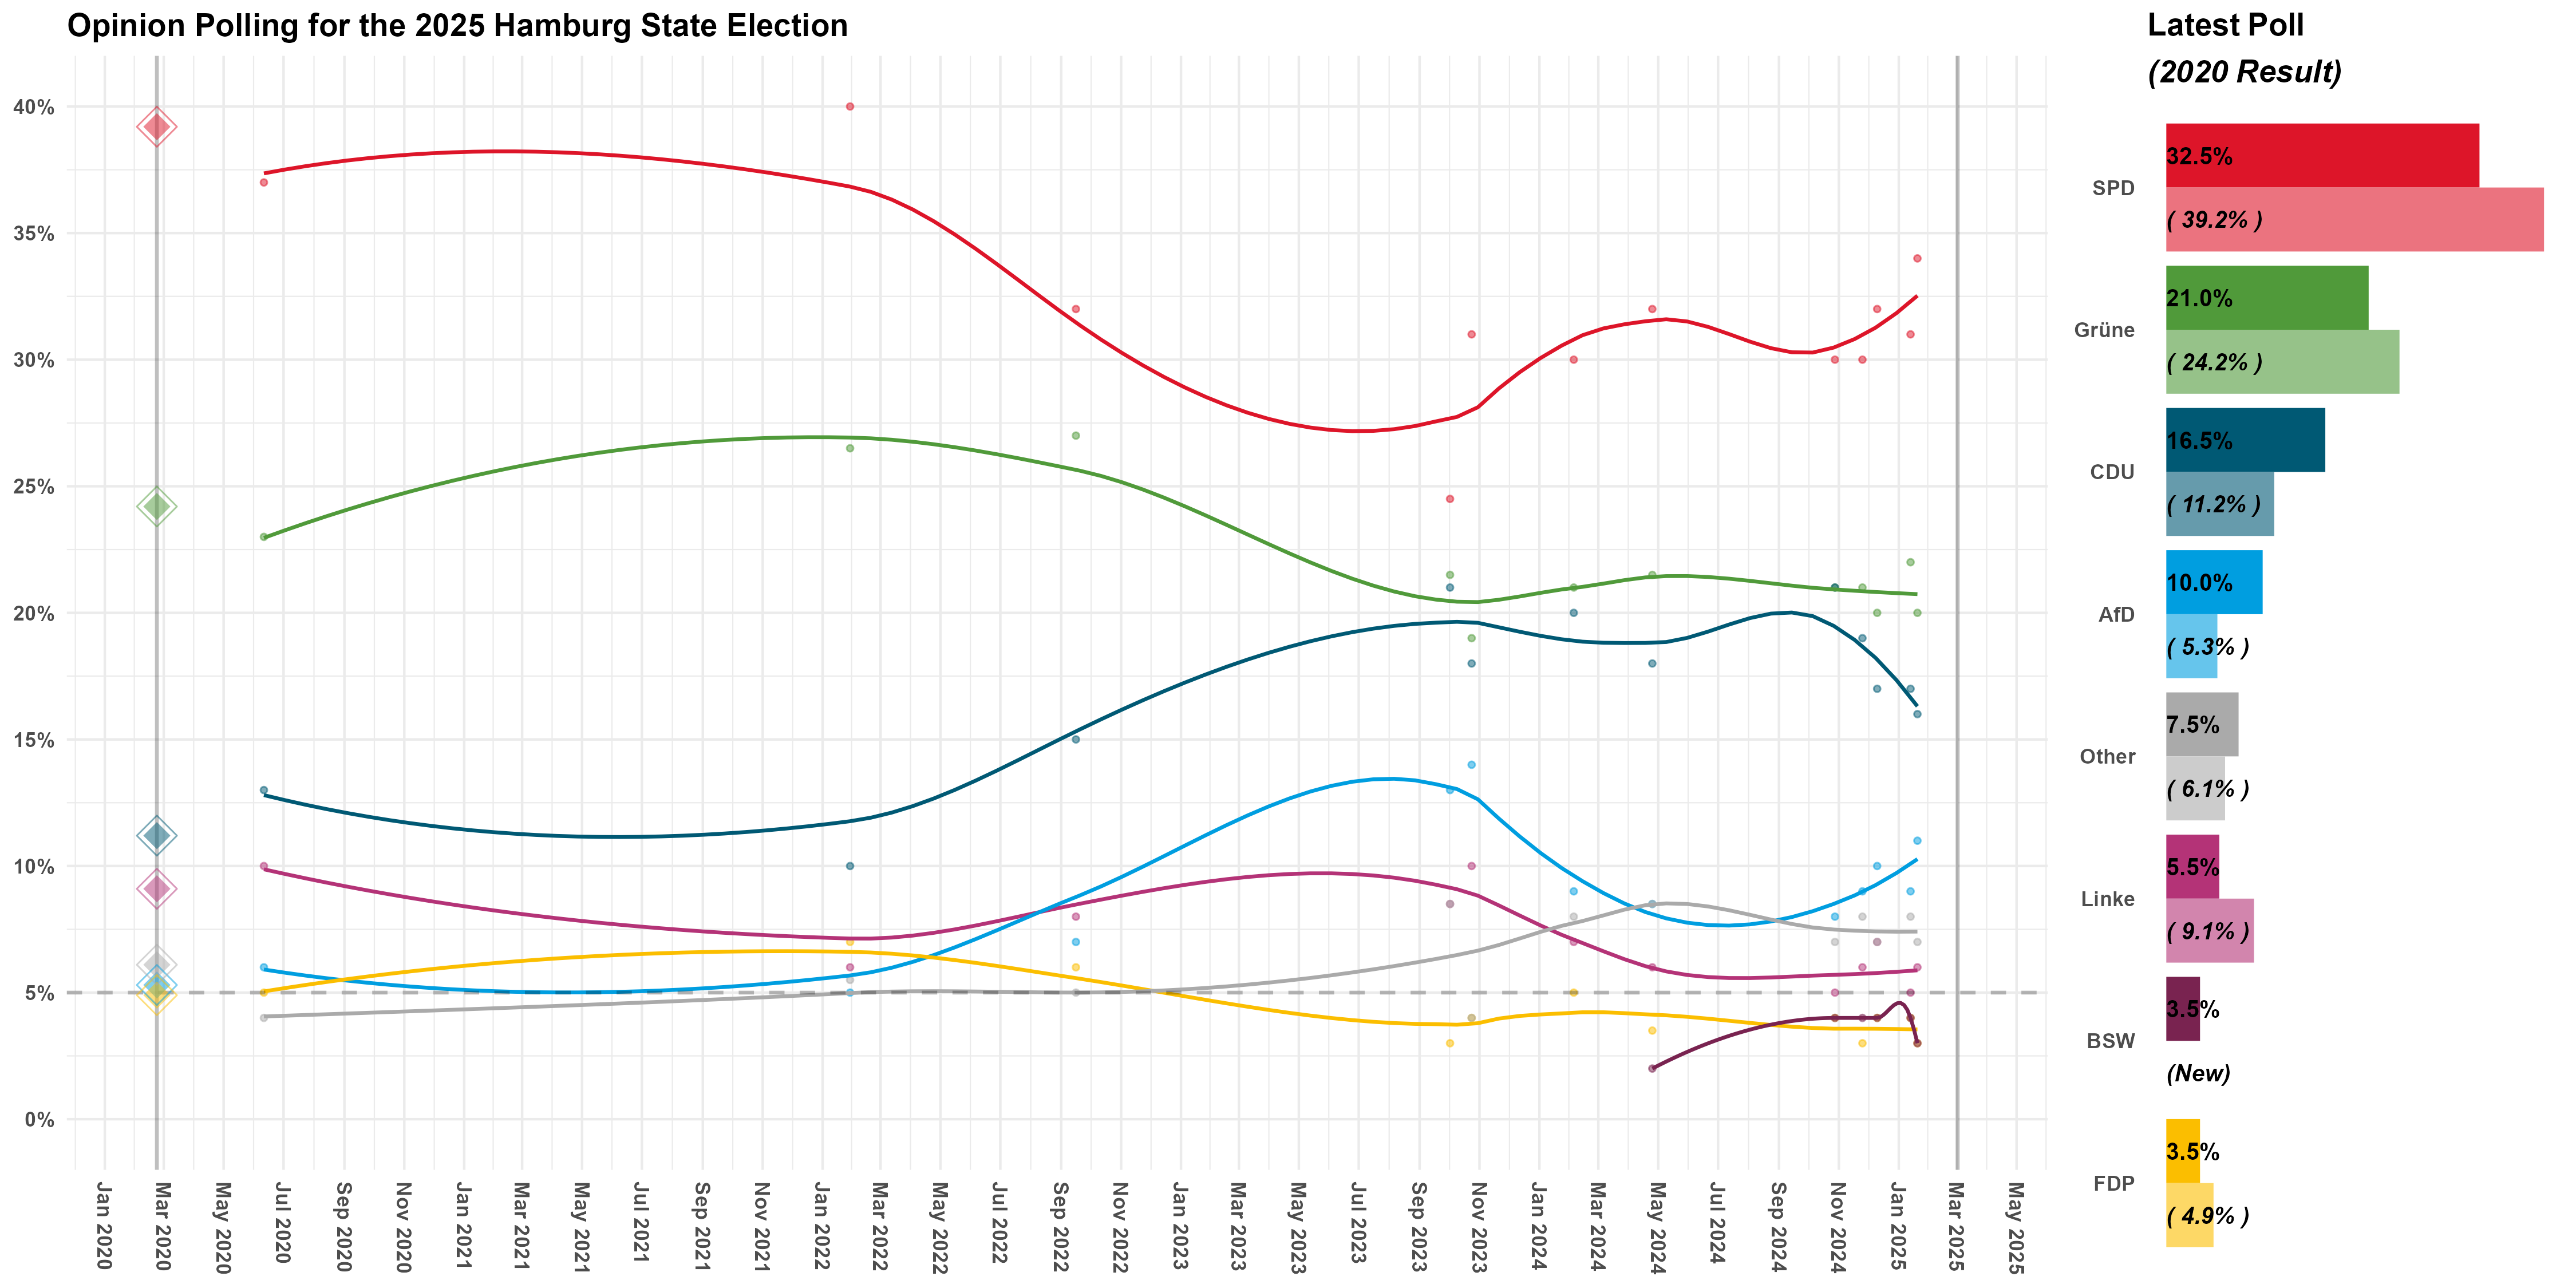 Opinion Polling for the 2025 Hamburg State Election
40%
35%
30%
25%
20%
15%
10%
5%
0%
Jan 2020
Mar 2020
May 2020
Jul 2020
Sep 2020
Nov 2020
Jan 2021
Mar 2021
May 2021
Jul 2021
Sep 2021
Nov 2021
Jan 2022
Mar 2022
May 2022
Jul 2022
Sep 2022
Nov 2022
Jan 2023
Mar 2023
May 2023
Jul 2023
Sep 2023
Nov 2023
Jan 2024
Mar 2024
May 2024
Jul 2024
Sep 2024
Nov 2024
Jan 2025
Mar 2025
May 2025
Latest Poll
(2020 Result)
SPD
32.5%
( 39.2% )
Grüne
21.0%
( 24.2% )
CDU
16.5%
( 11.2% )
AfD
10.0%
( 5.3% )
Other
7.5%
( 6.1% )
Linke
5.5%
( 9.1% )
BSW
3.5%
(New)
FDP
3.5%
( 4.9% )